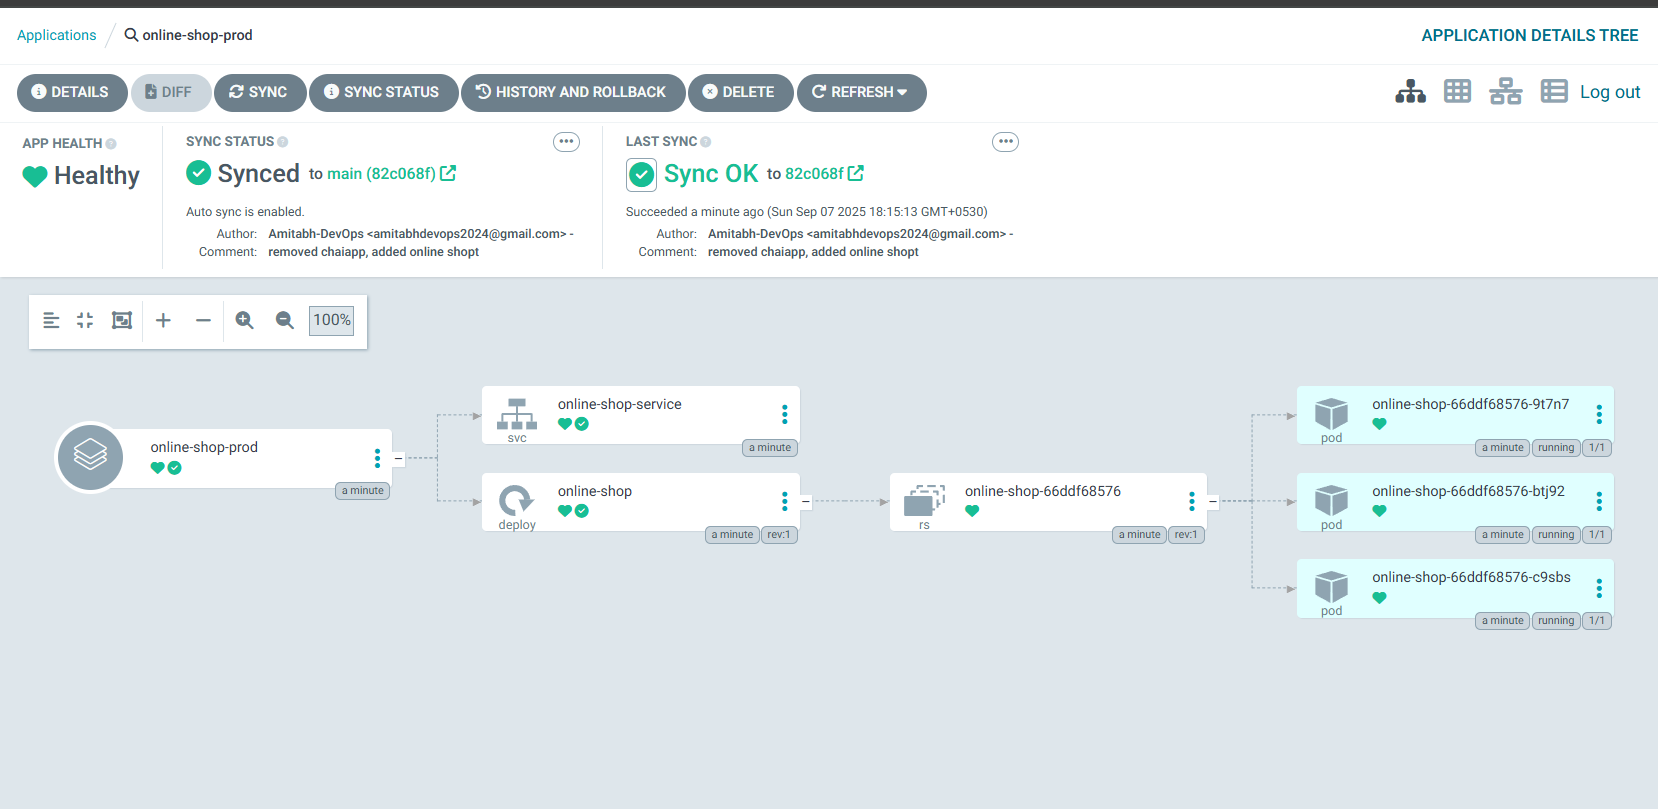 Applications / online-shop-prod
APPLICATION DETAILS TREE
DETAILS
DIFF
SYNC
SYNC STATUS
HISTORY AND ROLLBACK
DELETE
REFRESH
Log out
APP HEALTH
Healthy
SYNC STATUS
Synced to main (82c068f)
Auto sync is enabled.
Author: Amitabh-DevOps <amitabhdevops2024@gmail.com> -
Comment: removed chaiapp, added online shopt
LAST SYNC
Sync OK to 82c068f
Succeeded a minute ago (Sun Sep 07 2025 18:15:13 GMT+0530)
Author: Amitabh-DevOps <amitabhdevops2024@gmail.com> -
Comment: removed chaiapp, added online shopt
100%
online-shop-prod
a minute
online-shop-service
svc
a minute
online-shop
deploy
a minute rev:1
online-shop-66ddf68576
rs
a minute rev:1
online-shop-66ddf68576-9t7n7
pod
a minute running 1/1
online-shop-66ddf68576-btj92
pod
a minute running 1/1
online-shop-66ddf68576-c9sbs
pod
a minute running 1/1